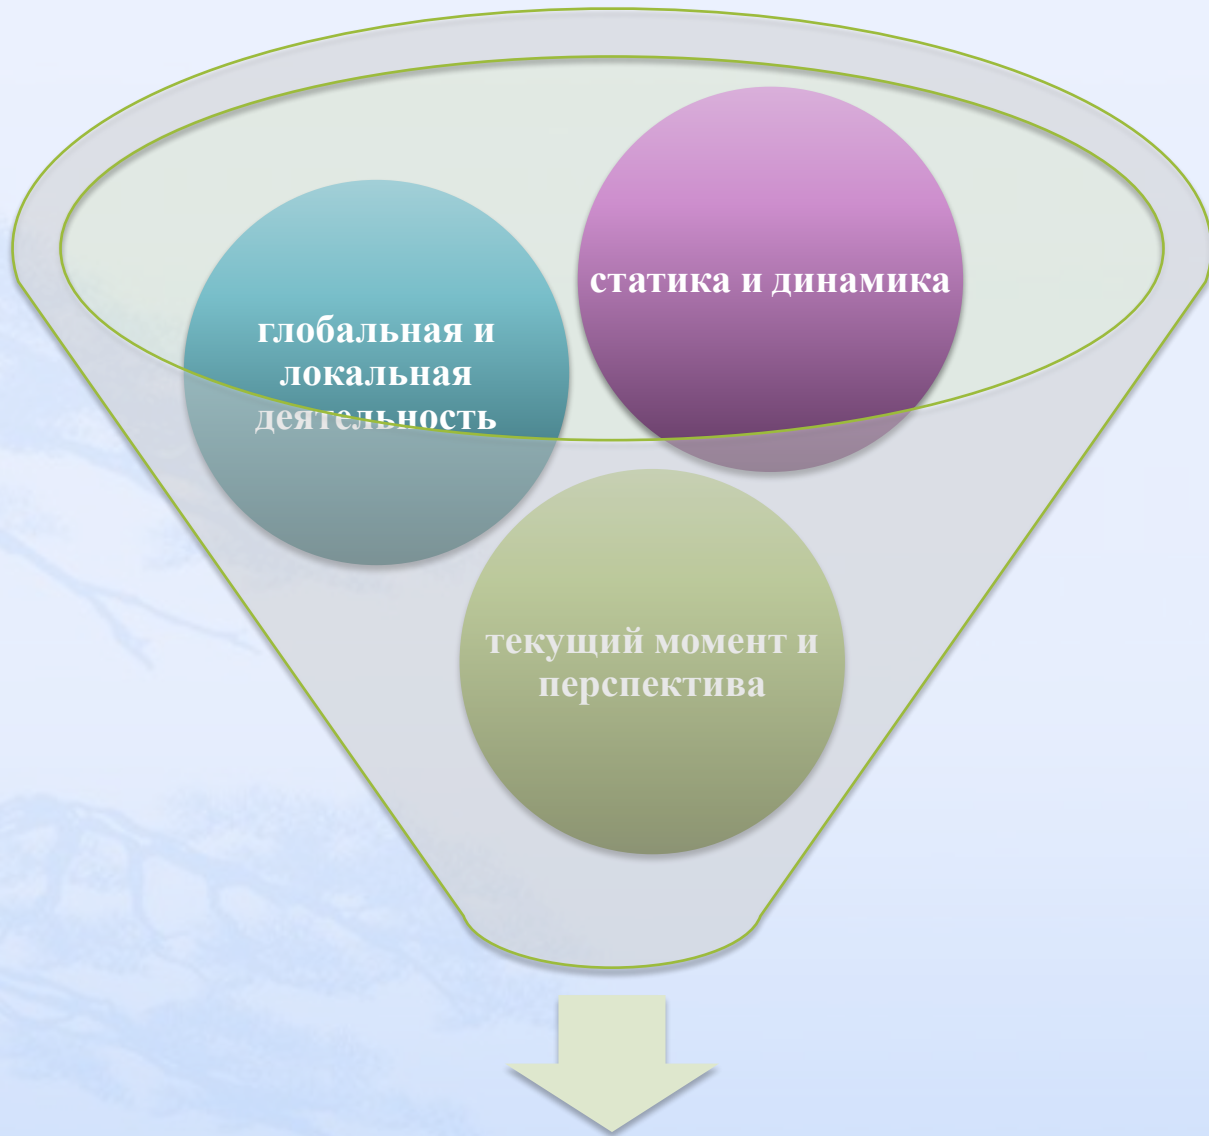 статика и динамика
глобальная и
локальная
деятельность
текущий момент и
перспектива